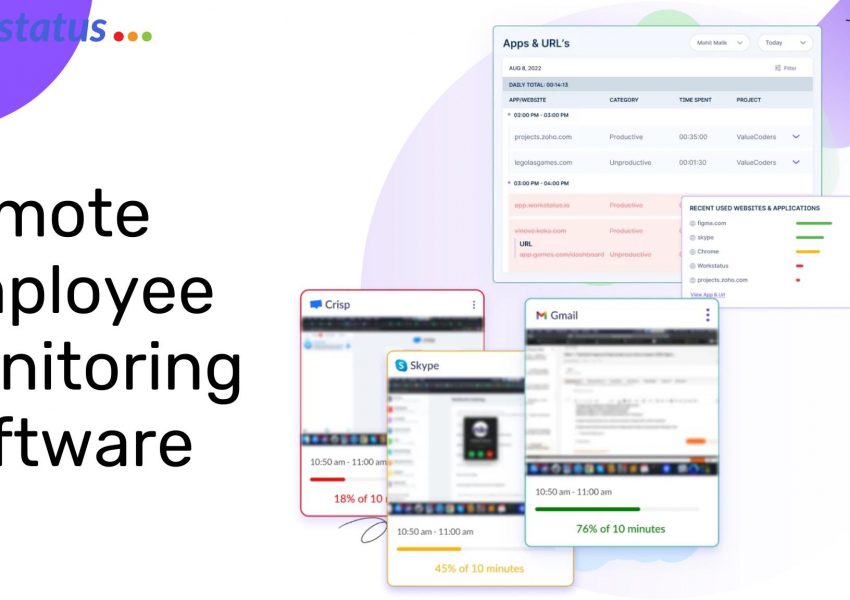 status...
mote
mployee
nitoring
ftware
Apps & URL's
Mohit Malik
Today
AUG 8, 2022
Filter
DAILY TOTAL: 00:14:13
APP/WEBSITE CATEGORY TIME SPENT PROJECT
02:00 PM - 03:00 PM
projects.zoho.com Productive 00:35:00 ValueCoders
legolasgames.com Unproductive 00:01:30 ValueCoders
03:00 PM - 04:00 PM
app.workstatus.io Productive
vinove.keka.com Productive
URL
app.games.com/dashboard Unproductive
RECENT USED WEBSITES & APPLICATIONS
figma.com
skype
Chrome
Workstatus
projects.zoho.com
View App & Url
Crisp
10:50 am - 11:00 am
18% of 10
Skype
10:50 am - 11:00 am
45% of 10 minutes
Gmail
10:50 am - 11:00 am
76% of 10 minutes